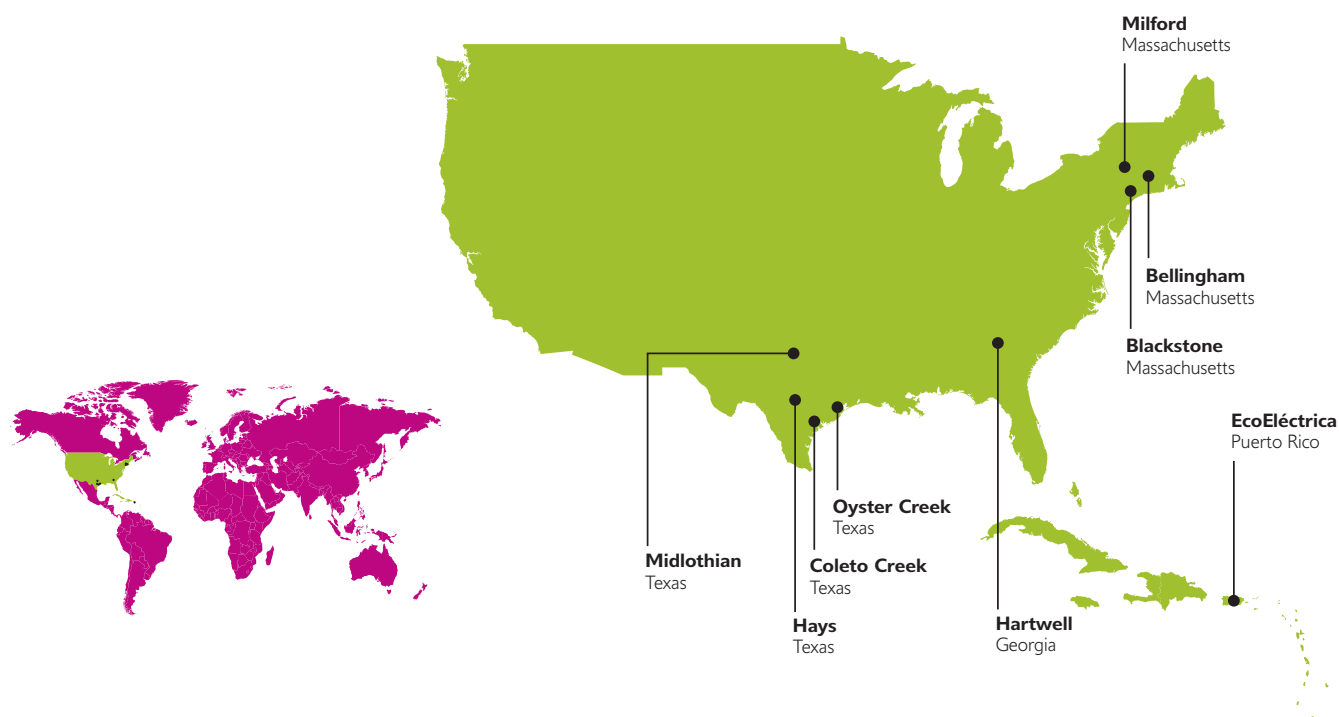 Milford
Massachusetts
Bellingham
Massachusetts
Blackstone
Massachusetts
EcoEléctrica
Puerto Rico
Oyster Creek
Texas
Midlothian
Texas
Coleto Creek
Texas
Hays
Texas
Hartwell
Georgia